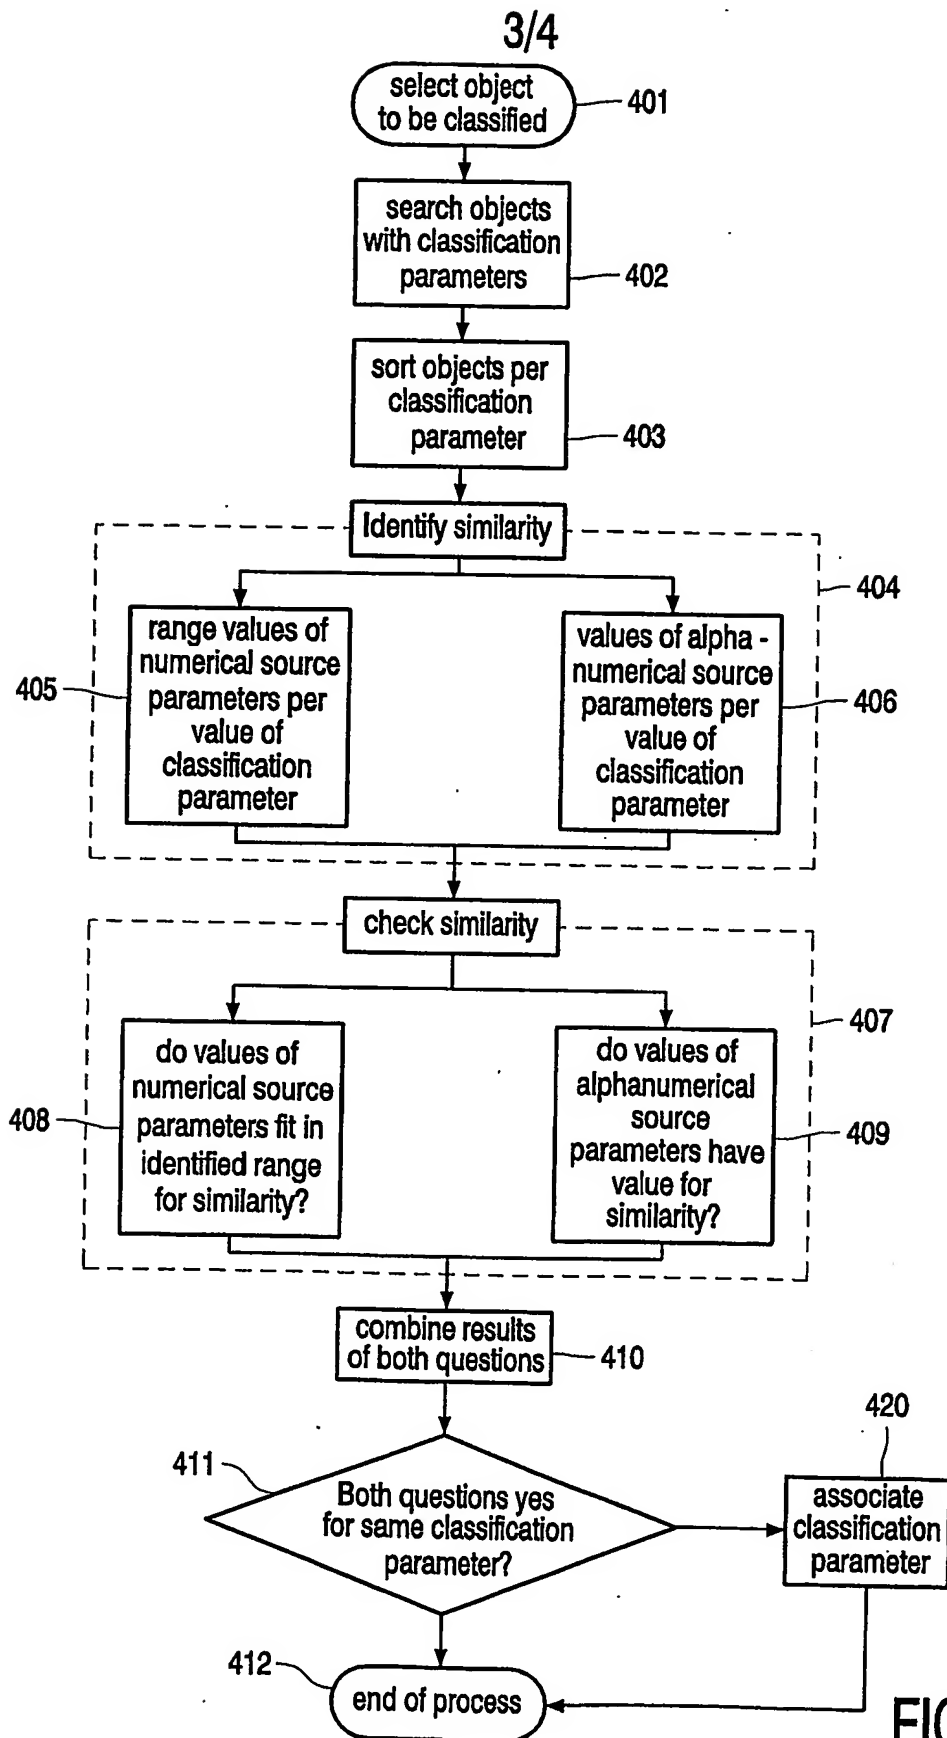 3/4
select object
to be classified
401
search objects
with classification
parameters
402
sort objects per
classification
parameter
403
Identify similarity
404
range values of
numerical source
parameters per
value of
classification
parameter
405
values of alpha -
numerical source
parameters per
value of
classification
parameter
406
check similarity
407
do values of
numerical source
parameters fit in
identified range
for similarity?
408
do values of
alphanumerical
source
parameters have
value for
similarity?
409
combine results
of both questions
410
411
Both questions yes
for same classification
parameter?
420
associate
classification
parameter
412
end of process
FIG